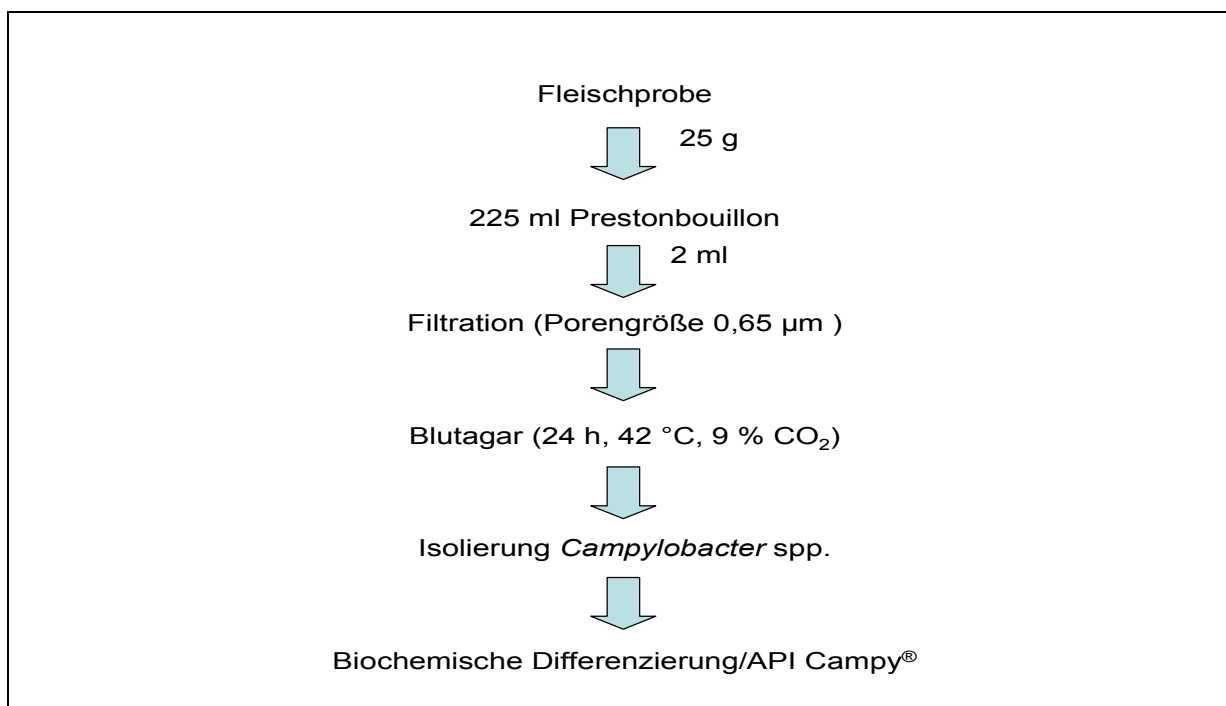 Fleischprobe
25 g
225 ml Prestonbouillon
2 ml
Filtration (Porengröße 0,65 µm )
Blutagar (24 h, 42 °C, 9 % CO₂)
Isolierung Campylobacter spp.
Biochemische Differenzierung/API Campy®